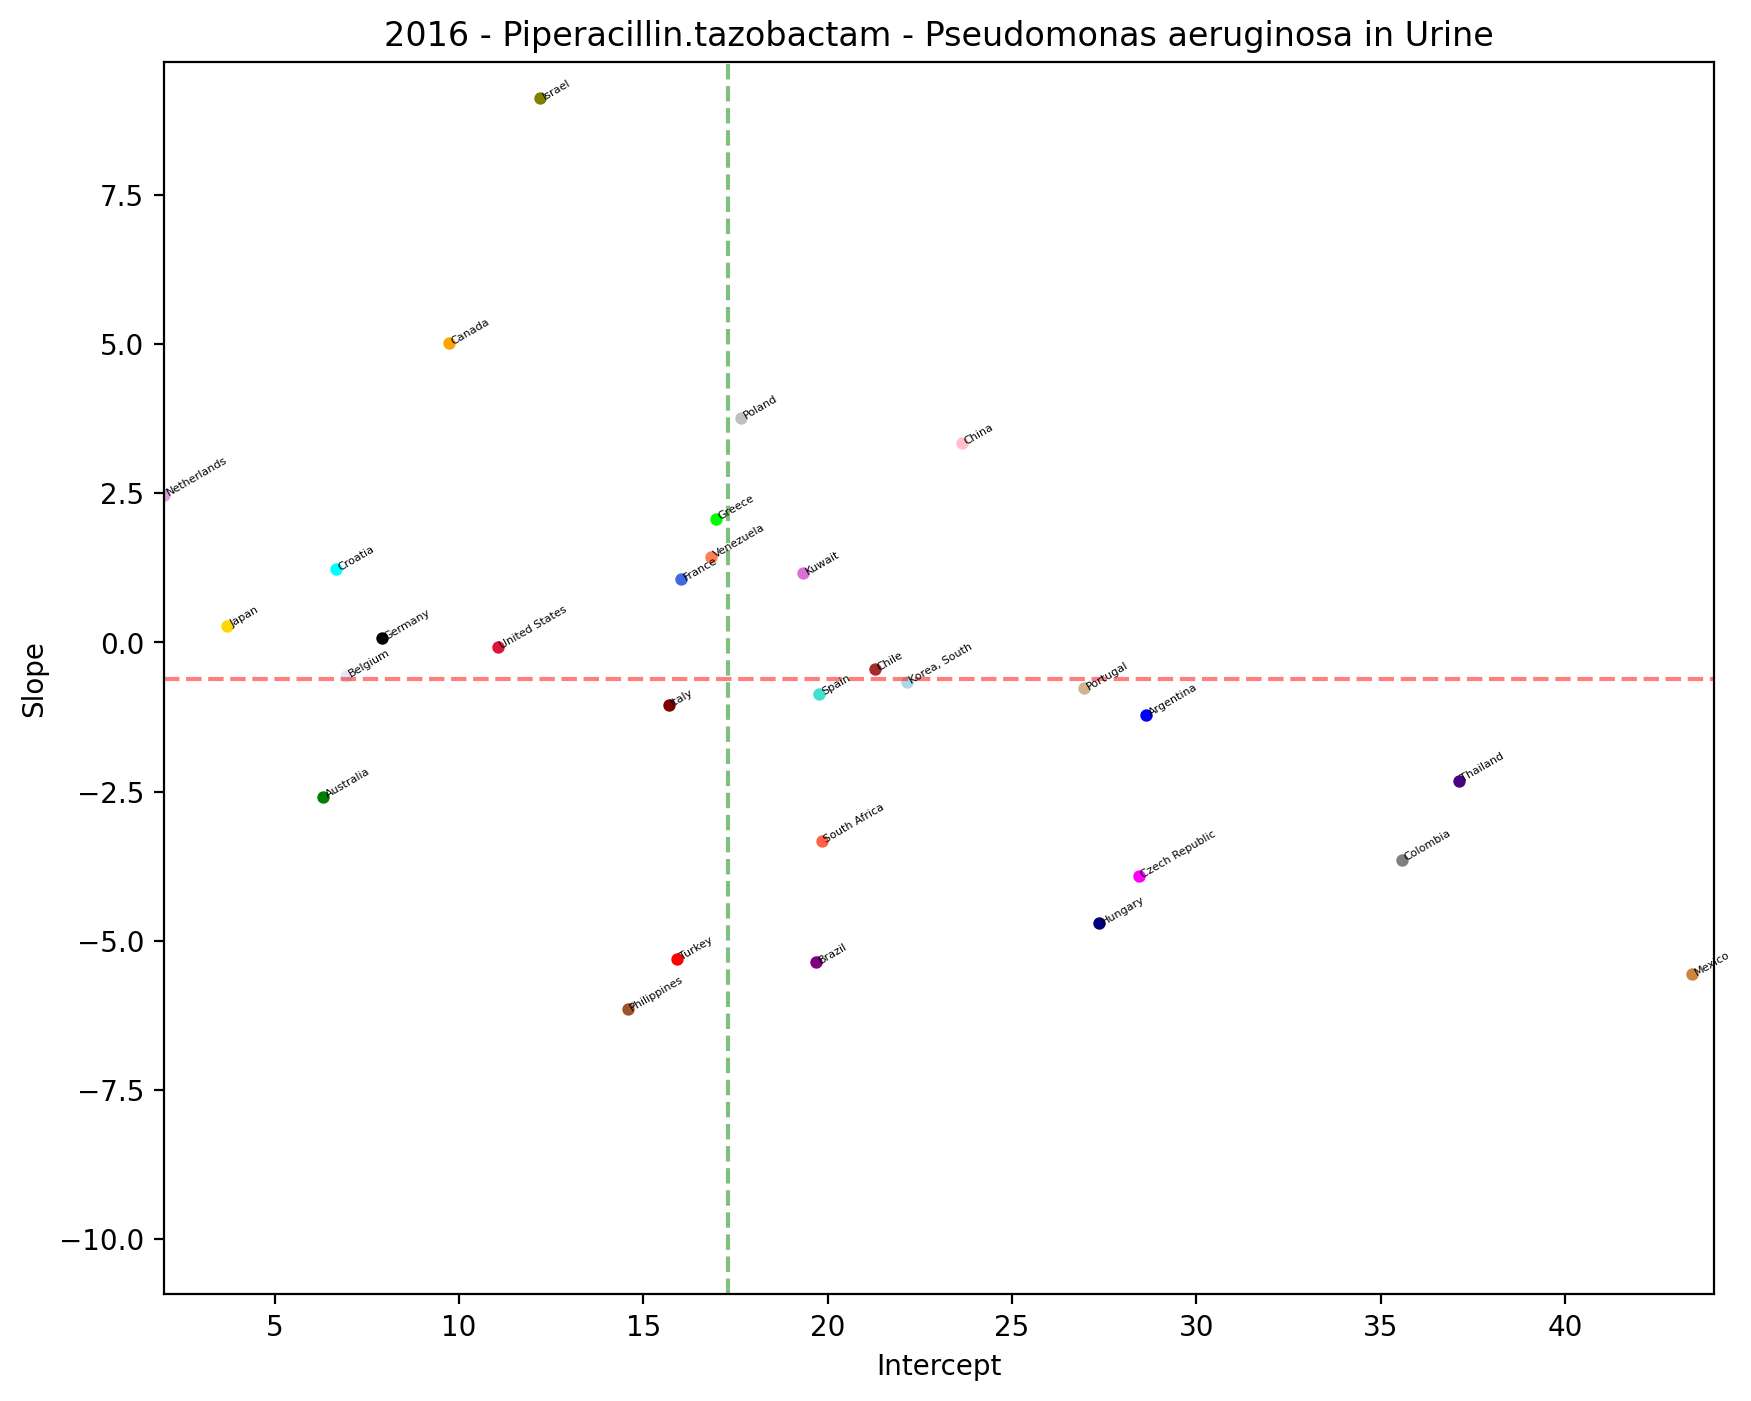 2016 - Piperacillin.tazobactam - Pseudomonas aeruginosa in Urine
Israel
7.5
Canada
5.0
Poland
China
Netherlands
2.5
Greece
Venezuela
France
Kuwait
Croatia
Japan
Germany
United States
0.0
Belgium
Chile
Korea, South
Spain
Portugal
Italy
Argentina
Slope
Thailand
Australia
−2.5
South Africa
Colombia
Czech Republic
Hungary
−5.0
Turkey
Brazil
Mexico
Philippines
−7.5
−10.0
5 10 15 20 25 30 35 40
Intercept